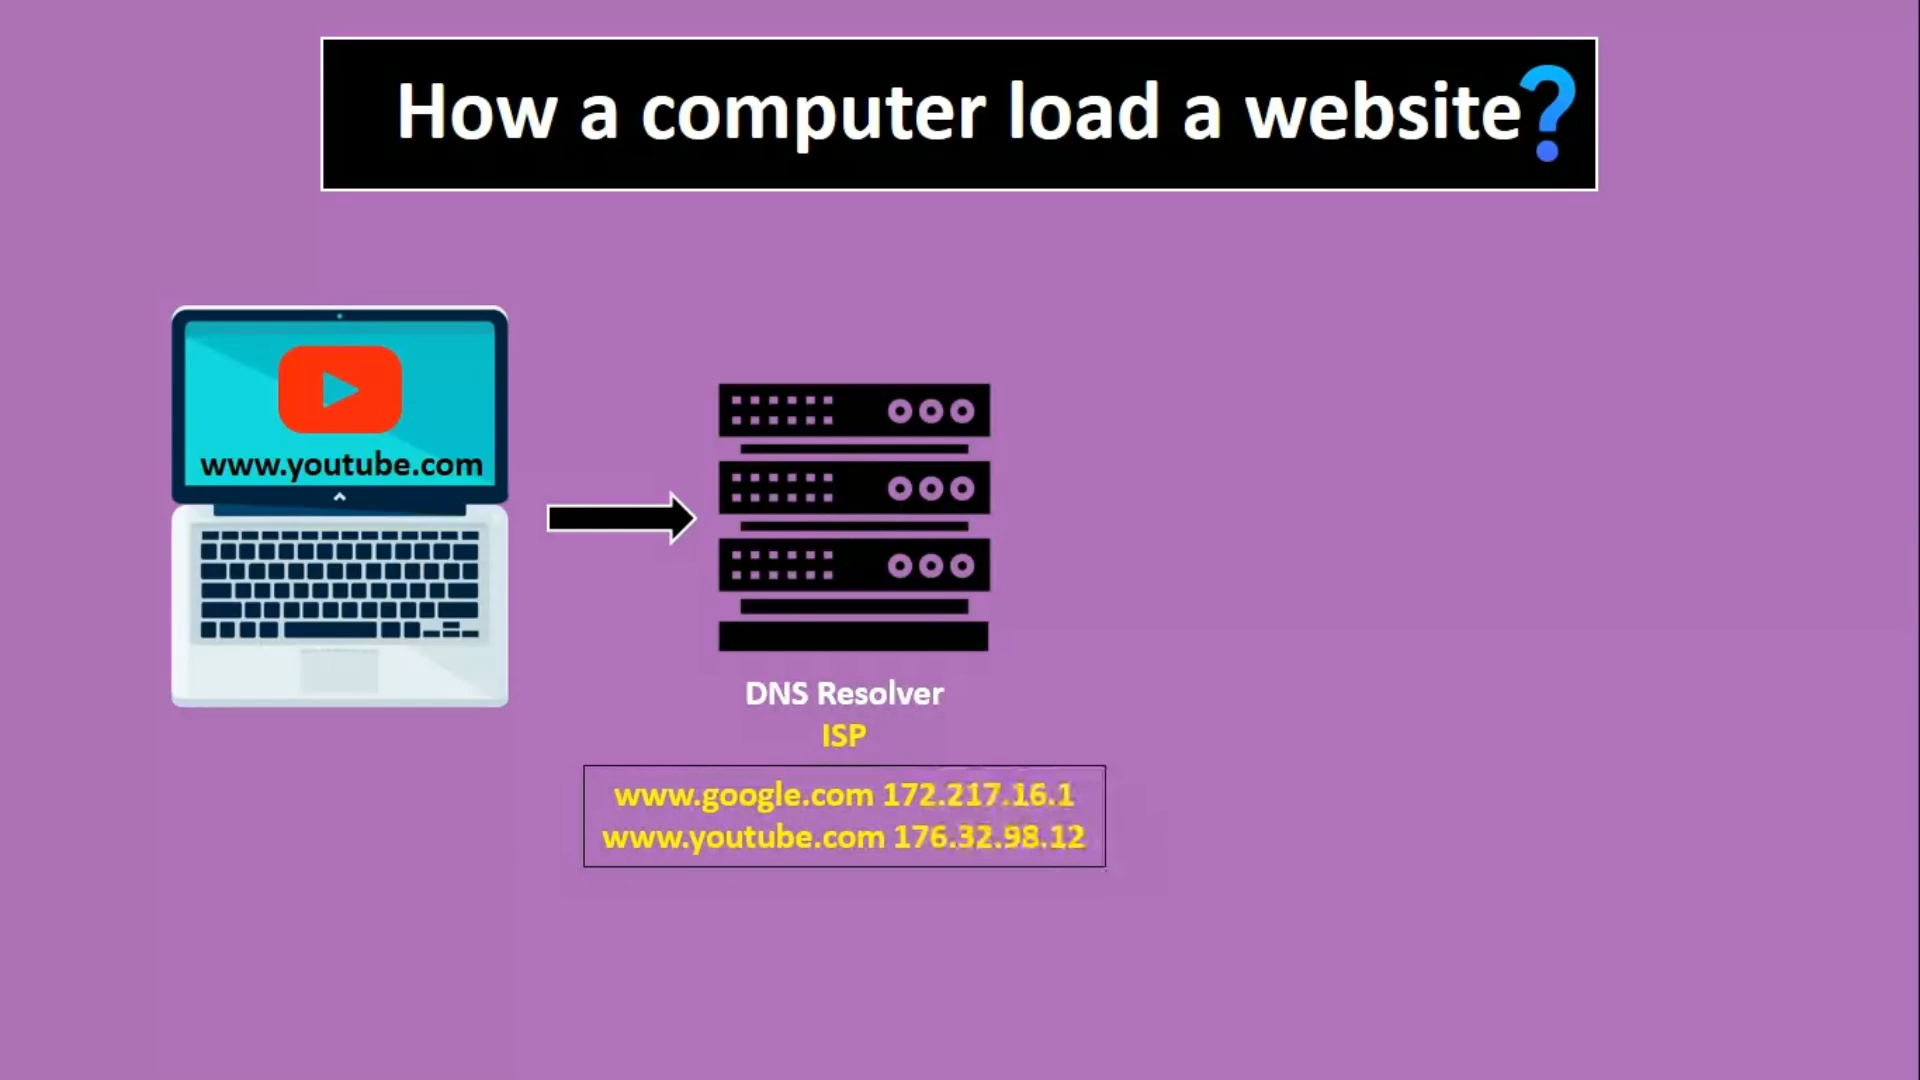 How a computer load a website?
www.youtube.com
DNS Resolver
ISP
www.google.com 172.217.16.1
www.youtube.com 176.32.98.12